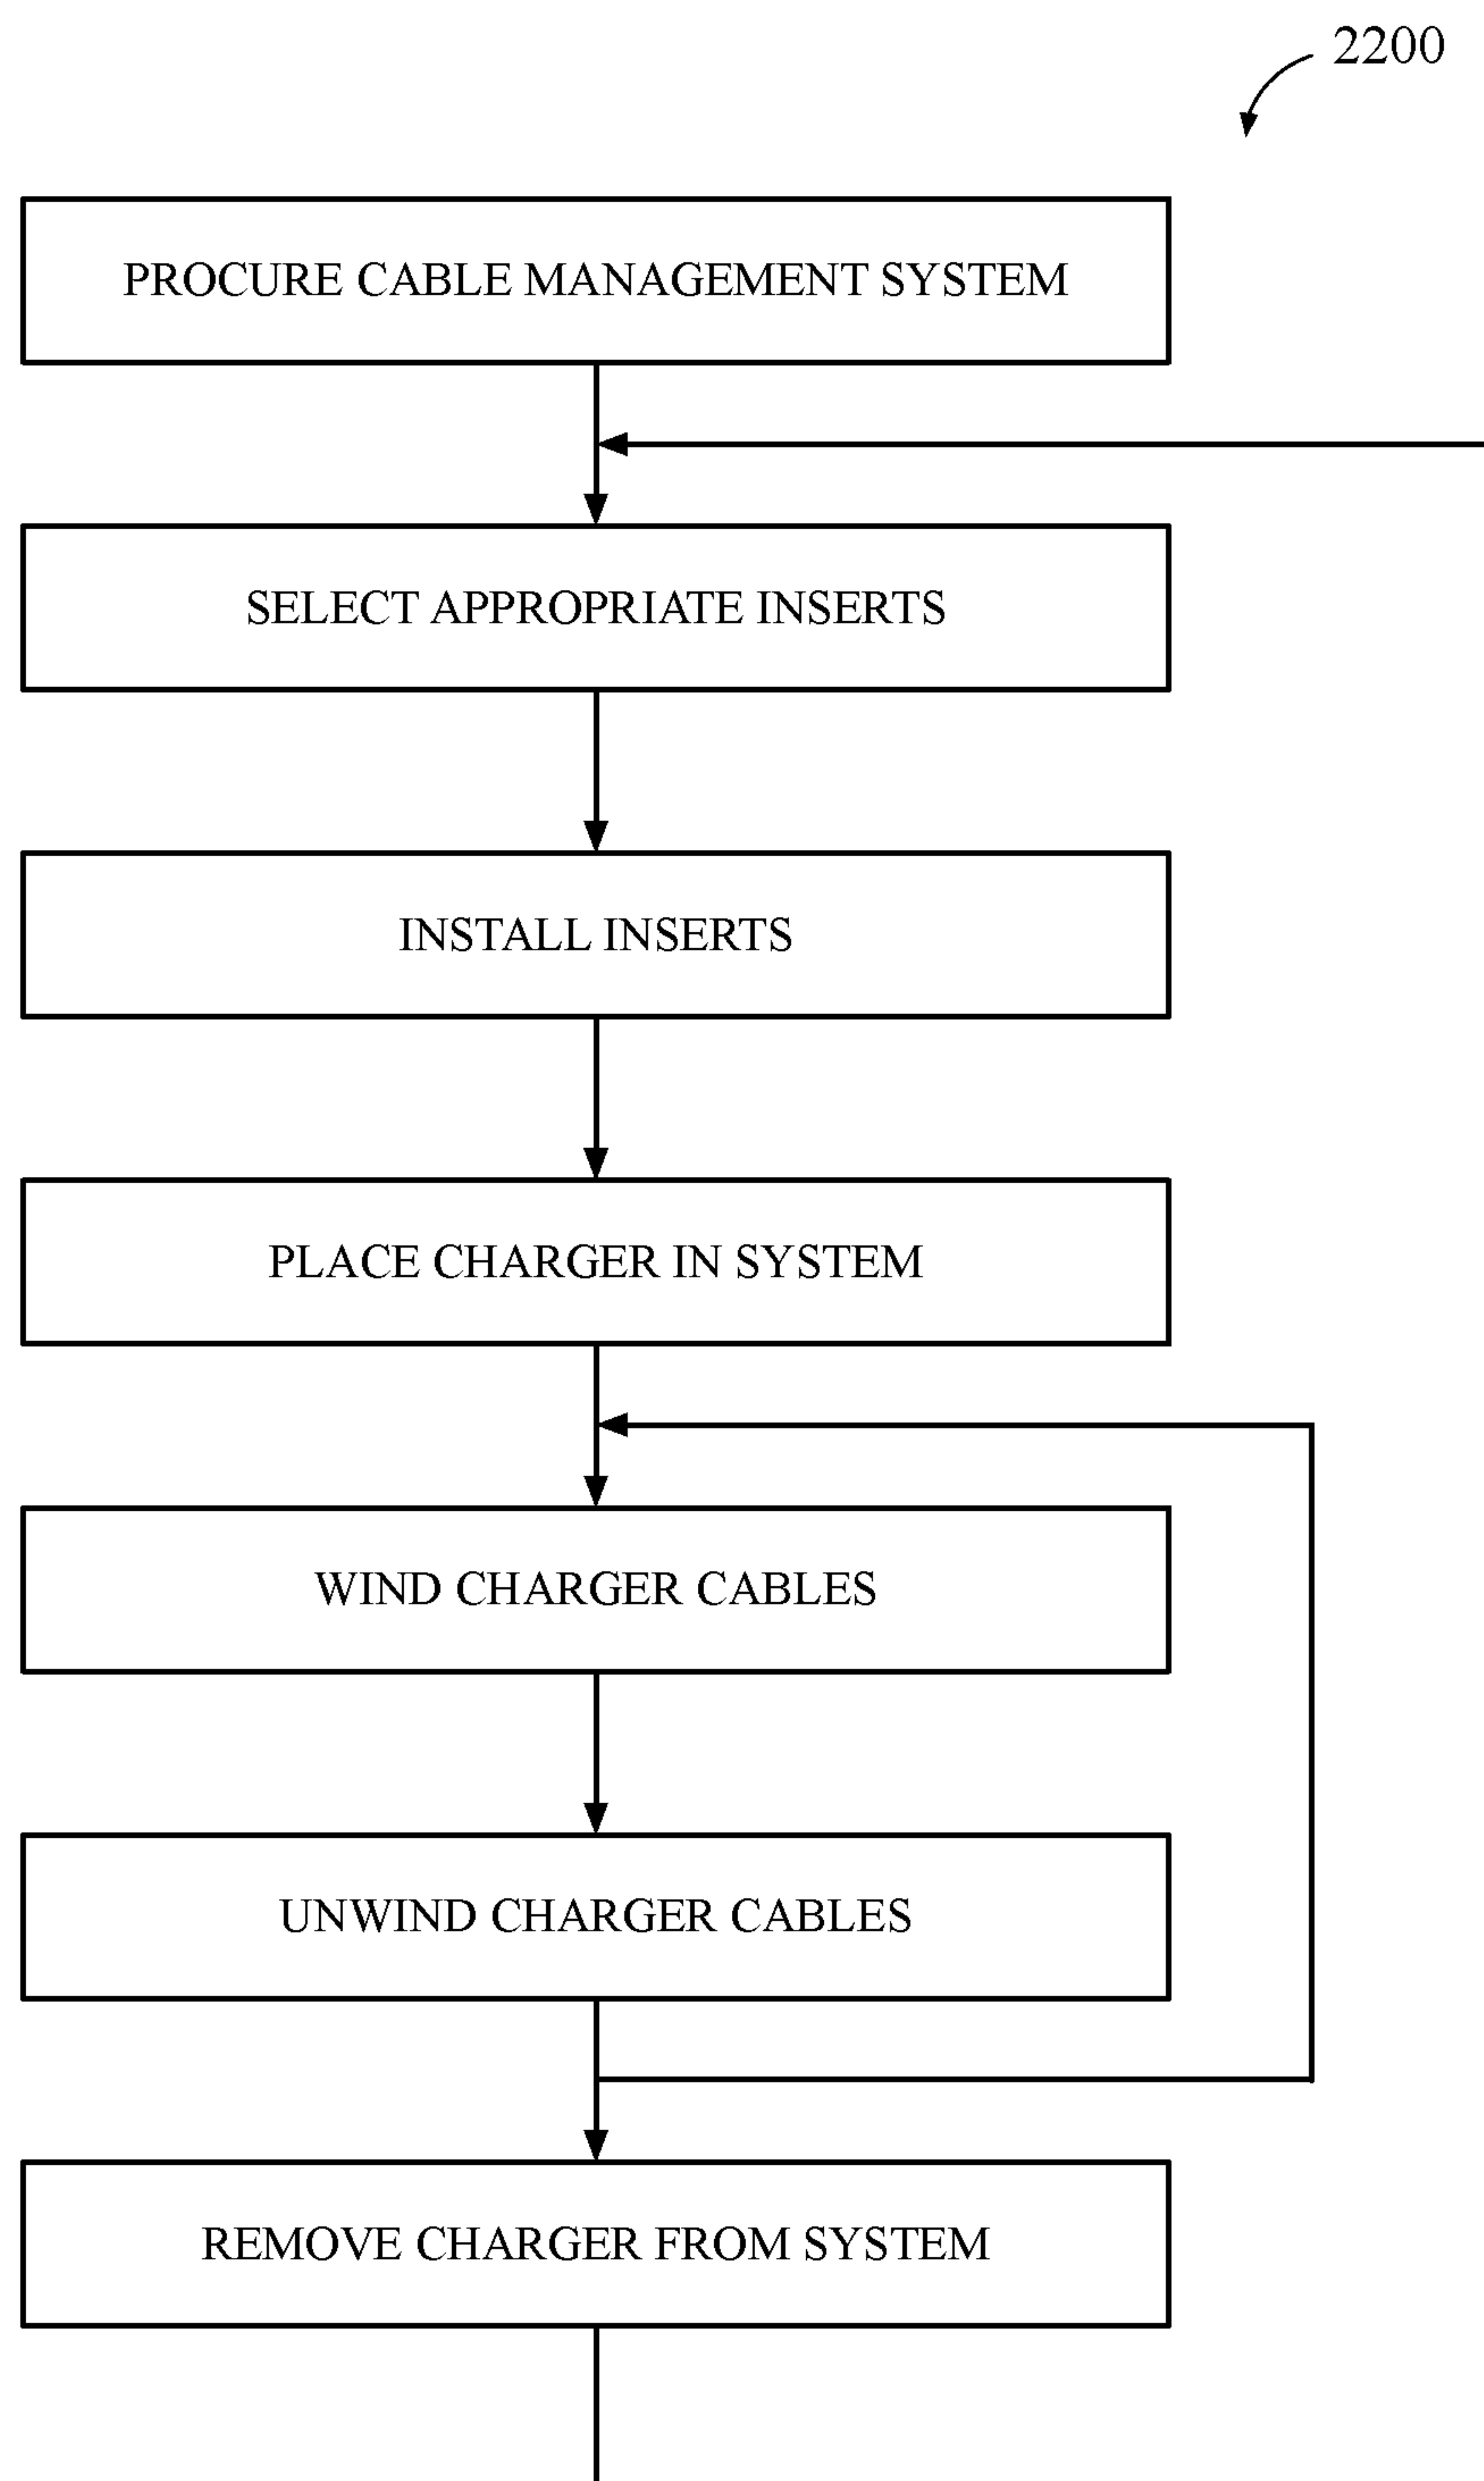 2200
PROCURE CABLE MANAGEMENT SYSTEM
SELECT APPROPRIATE INSERTS
INSTALL INSERTS
PLACE CHARGER IN SYSTEM
WIND CHARGER CABLES
UNWIND CHARGER CABLES
REMOVE CHARGER FROM SYSTEM